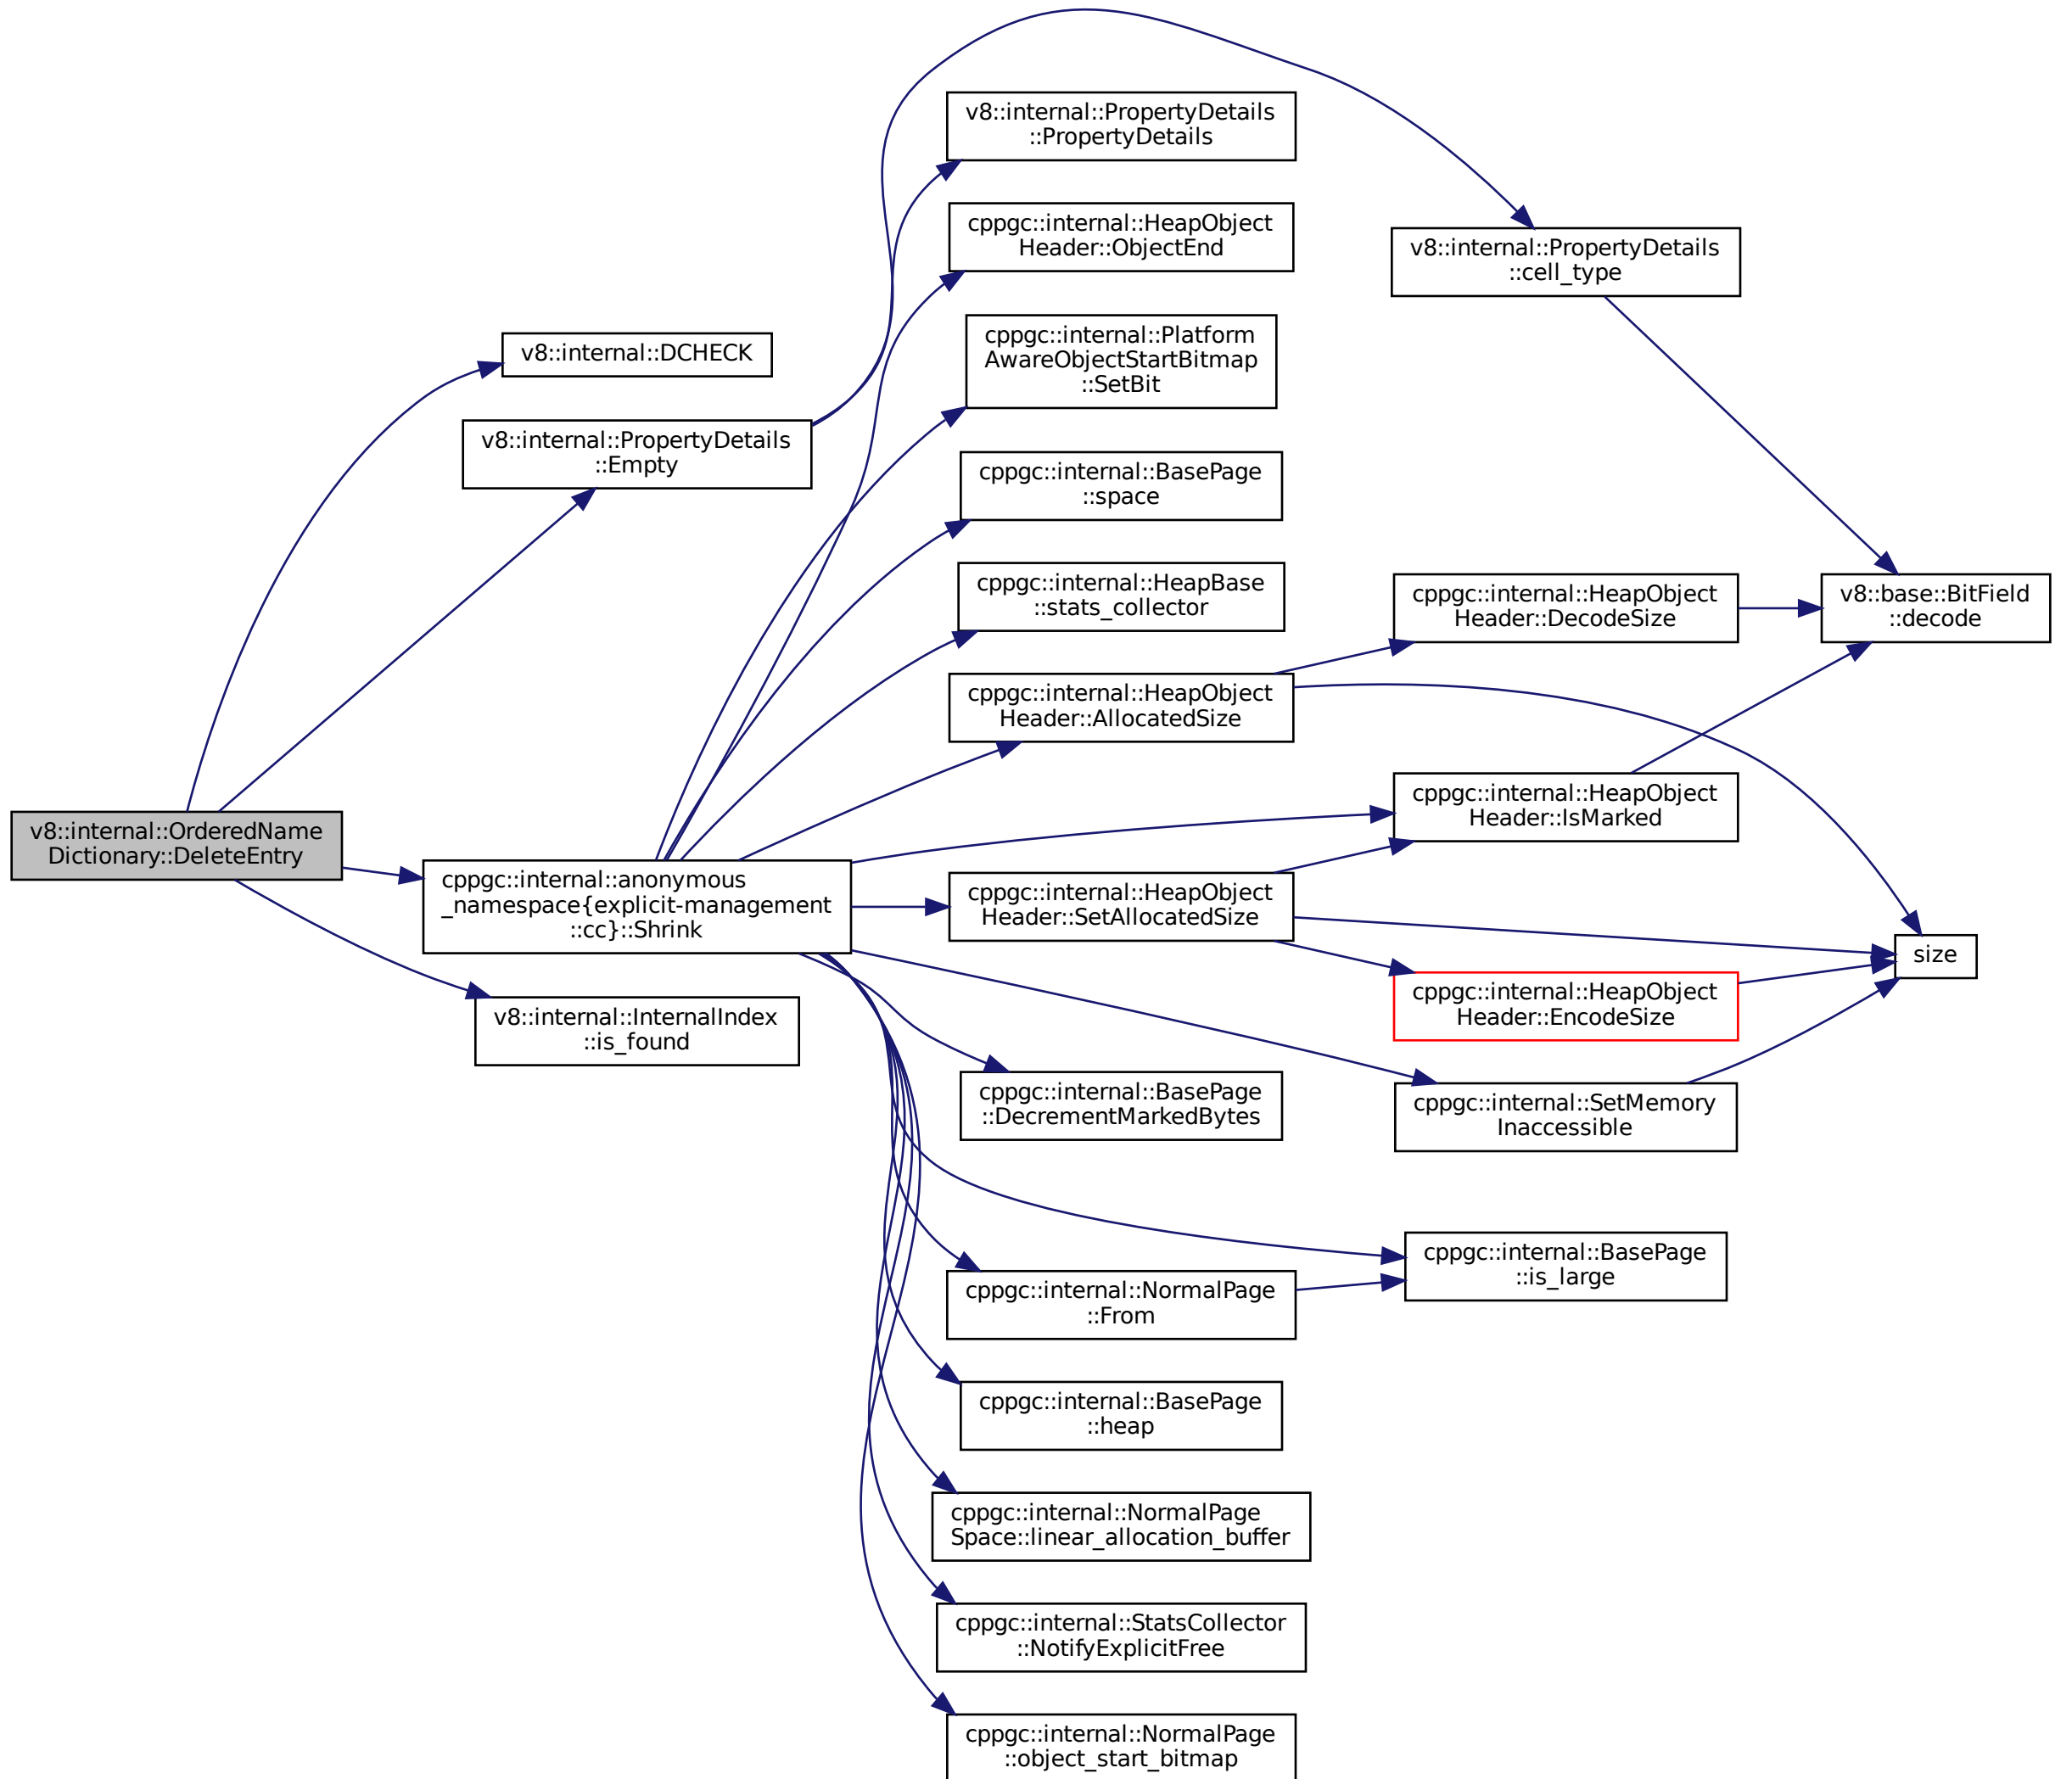 v8::internal::PropertyDetails
::PropertyDetails
cppgc::internal::HeapObject
Header::ObjectEnd
v8::internal::PropertyDetails
::cell_type
cppgc::internal::Platform
AwareObjectStartBitmap
::SetBit
v8::internal::DCHECK
v8::internal::PropertyDetails
::Empty
cppgc::internal::BasePage
::space
cppgc::internal::HeapBase
::stats_collector
cppgc::internal::HeapObject
Header::DecodeSize
v8::base::BitField
::decode
cppgc::internal::HeapObject
Header::AllocatedSize
cppgc::internal::HeapObject
Header::IsMarked
v8::internal::OrderedName
Dictionary::DeleteEntry
cppgc::internal::anonymous
_namespace{explicit-management
::cc}::Shrink
cppgc::internal::HeapObject
Header::SetAllocatedSize
size
cppgc::internal::HeapObject
Header::EncodeSize
v8::internal::InternalIndex
::is_found
cppgc::internal::BasePage
::DecrementMarkedBytes
cppgc::internal::SetMemory
Inaccessible
cppgc::internal::BasePage
::is_large
cppgc::internal::NormalPage
::From
cppgc::internal::BasePage
::heap
cppgc::internal::NormalPage
Space::linear_allocation_buffer
cppgc::internal::StatsCollector
::NotifyExplicitFree
cppgc::internal::NormalPage
::object_start_bitmap